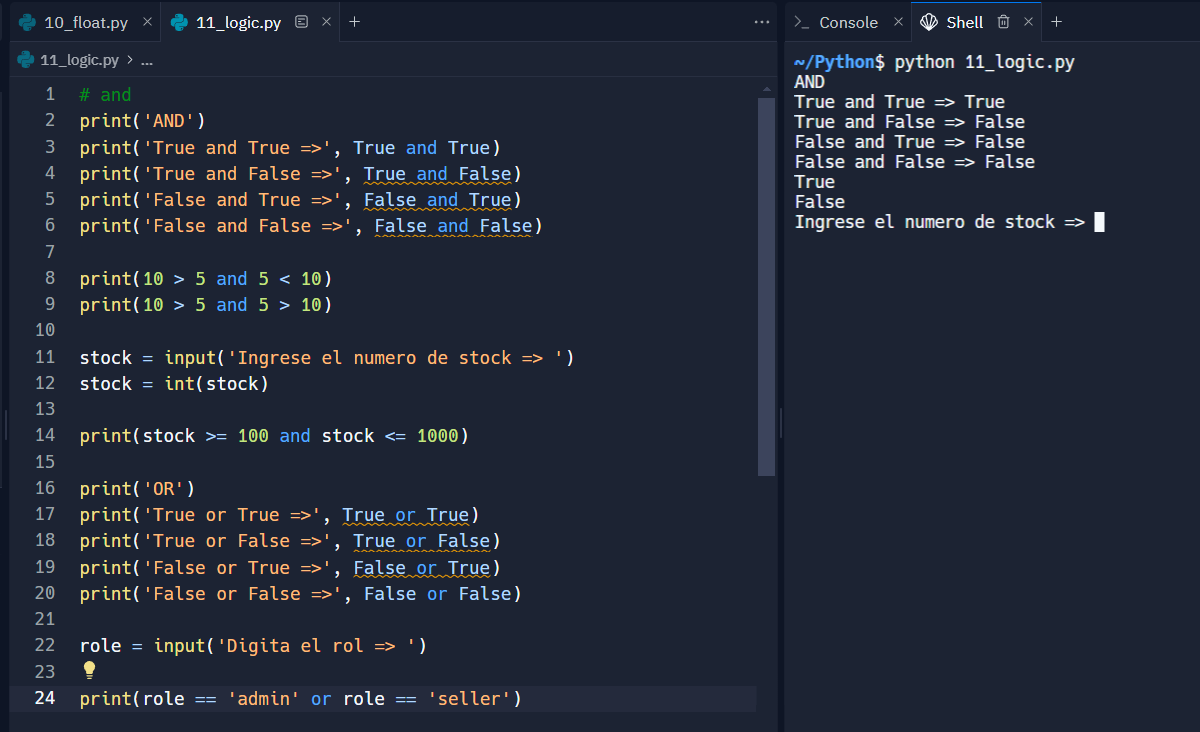 10_float.py × 11_logic.py × +
11_logic.py > ...
1 # and
2 print('AND')
3 print('True and True =>', True and True)
4 print('True and False =>', True and False)
5 print('False and True =>', False and True)
6 print('False and False =>', False and False)
7
8 print(10 > 5 and 5 < 10)
9 print(10 > 5 and 5 > 10)
10
11 stock = input('Ingrese el numero de stock => ')
12 stock = int(stock)
13
14 print(stock >= 100 and stock <= 1000)
15
16 print('OR')
17 print('True or True =>', True or True)
18 print('True or False =>', True or False)
19 print('False or True =>', False or True)
20 print('False or False =>', False or False)
21
22 role = input('Digita el rol => ')
23
24 print(role == 'admin' or role == 'seller')
Console × Shell × +
~/Python$ python 11_logic.py
AND
True and True => True
True and False => False
False and True => False
False and False => False
True
False
Ingrese el numero de stock =>